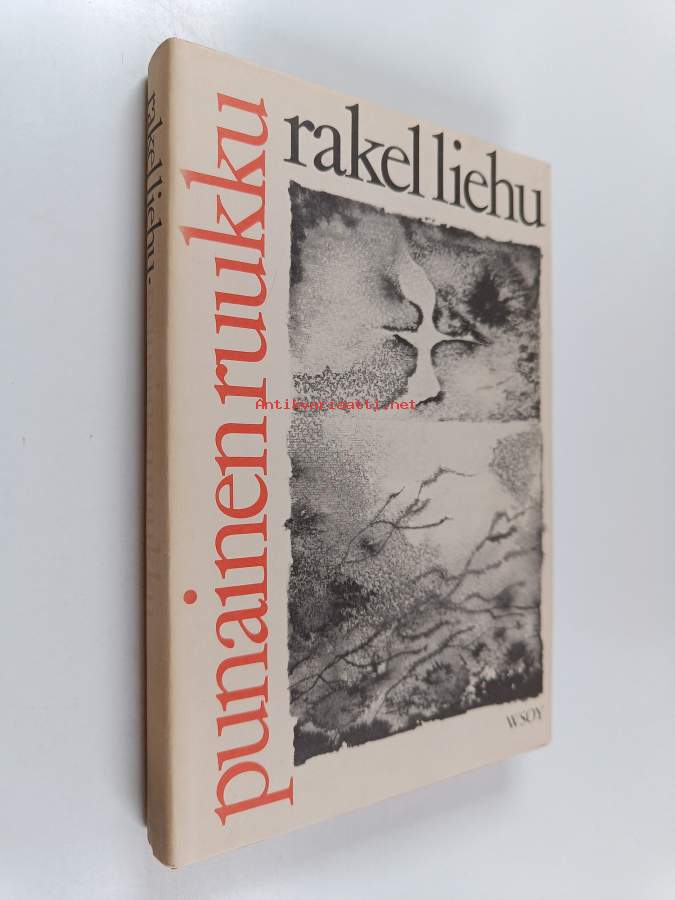 rakel liehu
punainen ruukku
rakel liehu.
Antikvariaatti.net
WSOY